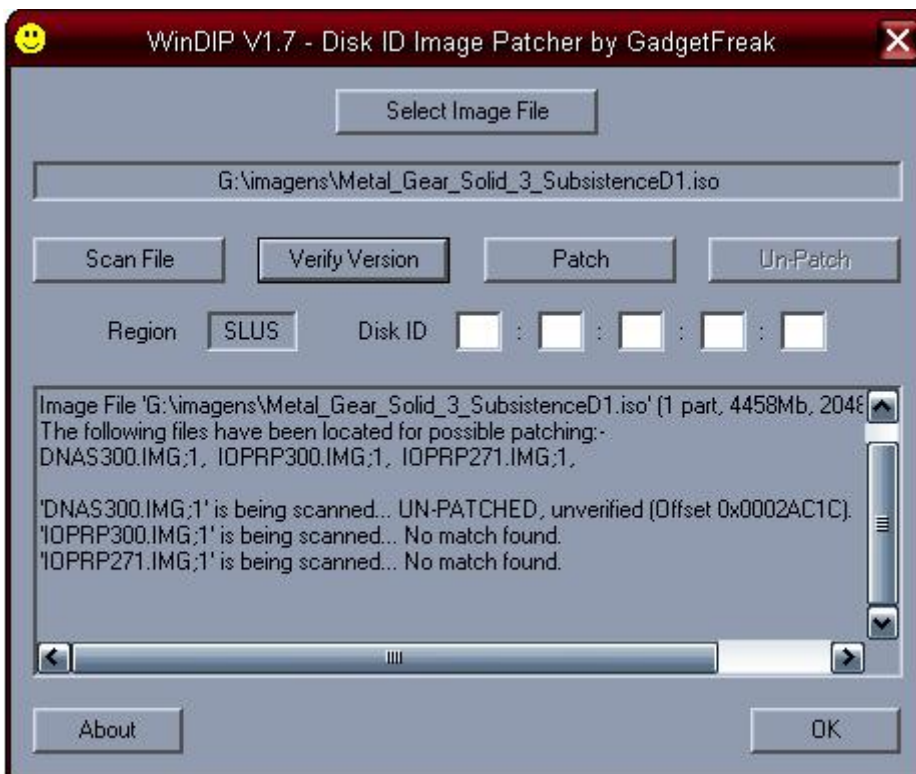 WinDIP V1.7 - Disk ID Image Patcher by GadgetFreak
Select Image File
G:\imagens\Metal_Gear_Solid_3_SubsistenceD1.iso
Scan File Verify Version Patch Un-Patch
Region SLUS Disk ID : : : :
Image File 'G:\imagens\Metal_Gear_Solid_3_SubsistenceD1.iso' (1 part, 4458Mb, 2048
The following files have been located for possible patching:-
DNAS300.IMG;1, IOPRP300.IMG;1, IOPRP271.IMG;1,
'DNAS300.IMG;1' is being scanned... UN-PATCHED, unverified (Offset 0x0002AC1C).
'IOPRP300.IMG;1' is being scanned... No match found.
'IOPRP271.IMG;1' is being scanned... No match found.
About OK